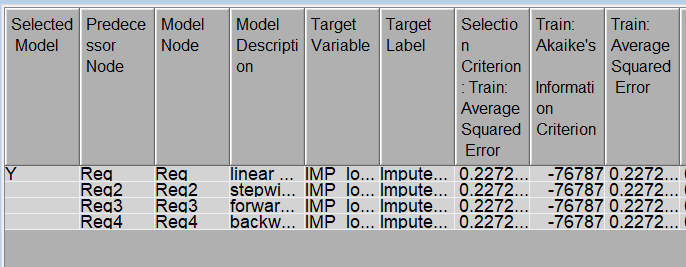 Selected Model Predecessor Node Model Node Model Description Target Variable Target Label Selection Criterion: Train: Average Squared Error Train: Akaike's Information Criterion Train: Average Squared Error
Y Reg Reg linear ... IMP_lo... Impute... 0.2272... -76787 0.2272...
Reg2 Reg2 stepwi... IMP_lo... Impute... 0.2272... -76787 0.2272...
Reg3 Reg3 forwar... IMP_lo... Impute... 0.2272... -76787 0.2272...
Reg4 Reg4 backw... IMP_lo... Impute... 0.2272... -76787 0.2272...